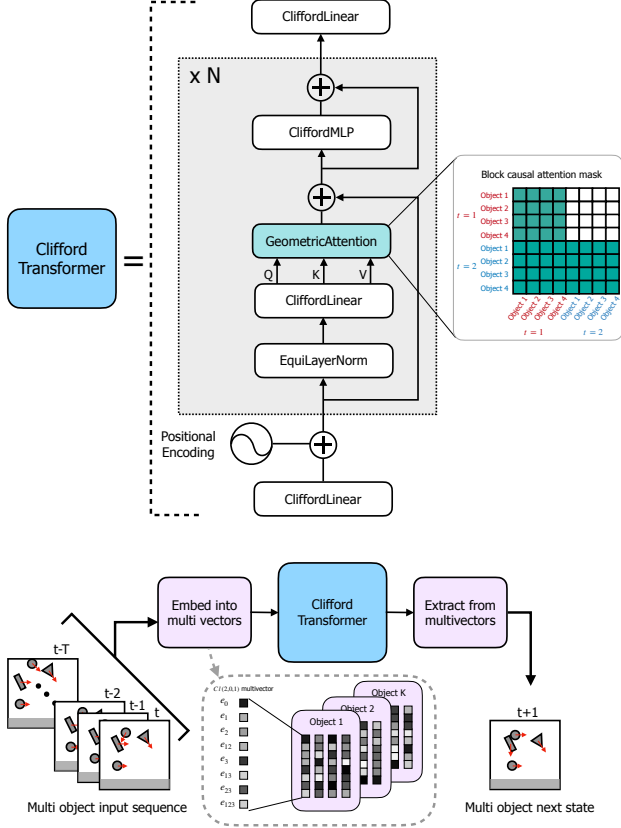 CliffordLinear
x N
CliffordMLP
GeometricAttention
Q K V
CliffordLinear
EquiLayerNorm
Positional
Encoding
CliffordLinear
Clifford
Transformer
=
Block causal attention mask
Object 1
Object 2
Object 3
Object 4
t = 1
Object 1
Object 2
Object 3
Object 4
t = 2
Object 1 Object 2 Object 3 Object 4 Object 1 Object 2 Object 3 Object 4
t = 1 t = 2
Embed into
multi vectors
Clifford
Transformer
Extract from
multivectors
t-T
t-2
t-1
t
Multi object input sequence
Cl(2,0,1) multivector
e0
e1
e2
e12
e3
e13
e23
e123
Object 1
Object 2
Object K
t+1
Multi object next state